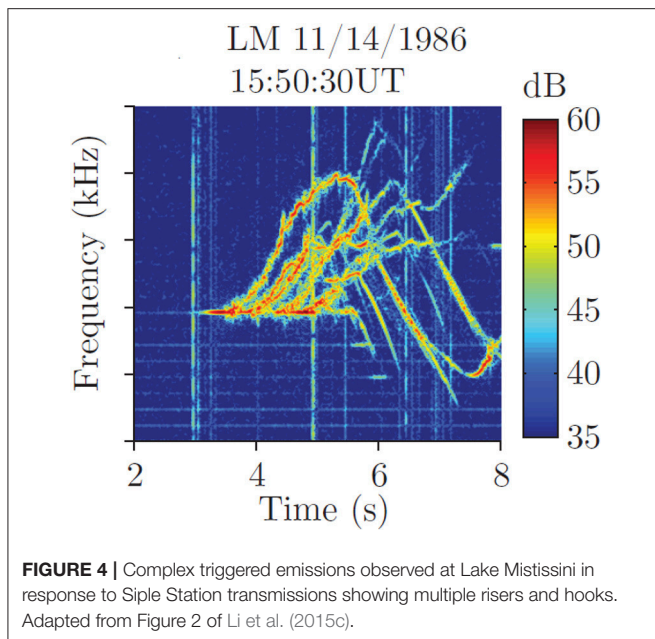 LM 11/14/1986
15:50:30UT
dB
Frequency (kHz)
60
55
50
45
40
35
2 4 6 8
Time (s)
FIGURE 4 | Complex triggered emissions observed at Lake Mistissini in
response to Siple Station transmissions showing multiple risers and hooks.
Adapted from Figure 2 of Li et al. (2015c).